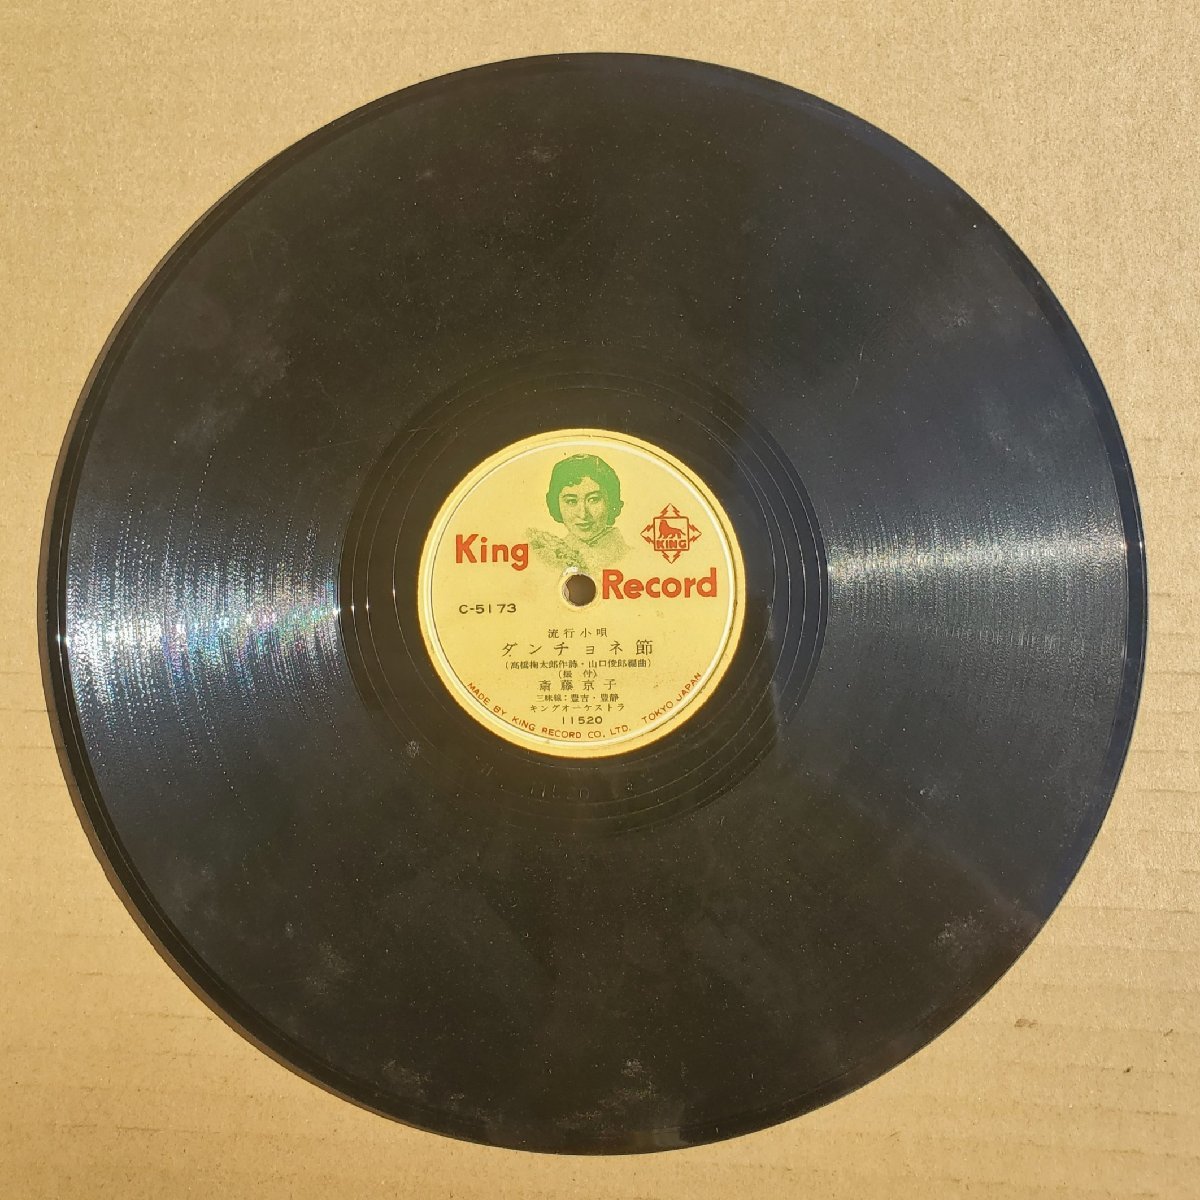 King
KING
Record
C-5173
流行小唄
ダンチョネ節
(高橋掬太郎作詩・山口俊郎編曲)
(振付)
斎藤京子
三味線:豊吉・豊静
キングオーケストラ
11520
MADE BY KING RECORD CO., LTD. TOKYO JAPAN